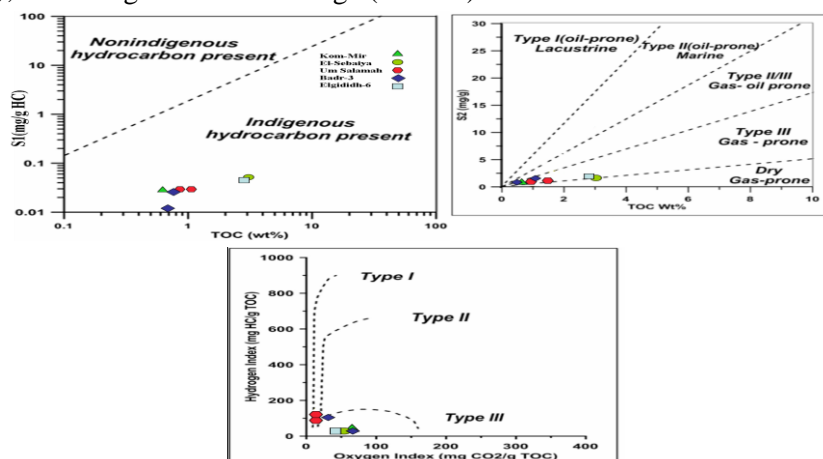 100
10
1
0.1
0.01
S1(mg/g HC)
Nonindigenous
hydrocarbon present
Kom-Mir
El-Sebaiya
Um Salamah
Badr-3
Elgididh-6
Indigenous
hydrocarbon present
0.1
1
10
100
TOC (wt%)
30
25
20
15
10
5
0
S2 (mg/g)
Type I(oil-prone)
Lacustrine
Type II(oil-prone)
Marine
Type II/III
Gas- oil prone
Type III
Gas - prone
Dry
Gas-prone
0
2
4
6
8
10
TOC Wt%
1000
800
600
400
200
0
Hydrogen Index (mg HC/g TOC)
Type I
Type II
Type III
0
100
200
300
400
Oxygen Index (mg CO2/g TOC)